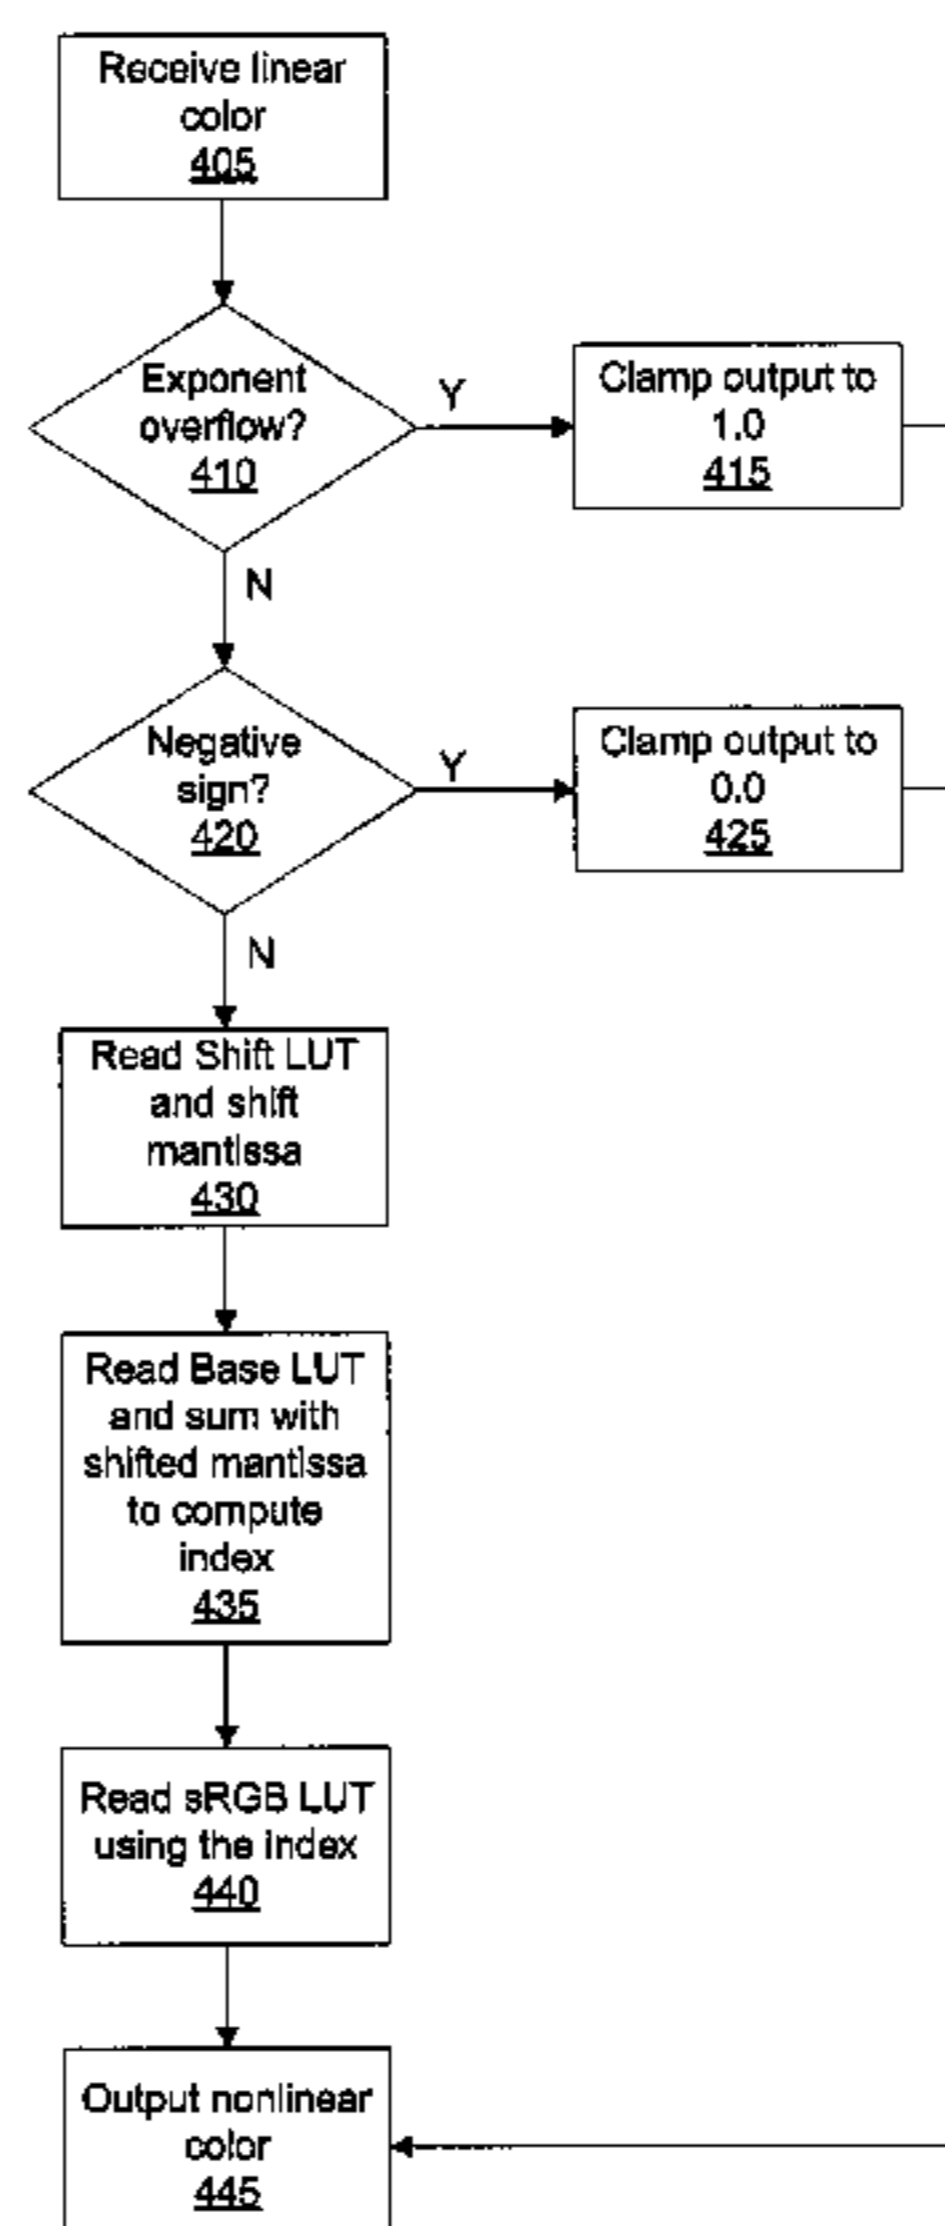 Receive linear
color
405
Exponent
overflow?
410
Y
Clamp output to
1.0
415
N
Negative
sign?
420
Y
Clamp output to
0.0
425
N
Read Shift LUT
and shift
mantissa
430
Read Base LUT
and sum with
shifted mantissa
to compute
index
435
Read sRGB LUT
using the index
440
Output nonlinear
color
445